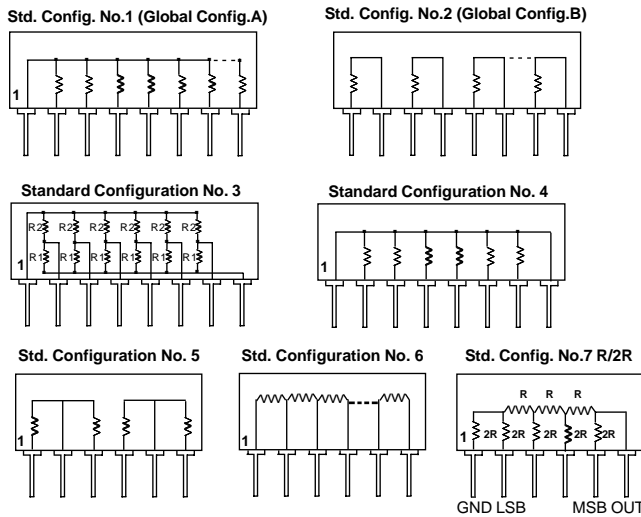 Std. Config. No.1 (Global Config.A)
Std. Config. No.2 (Global Config.B)
1
Standard Configuration No. 3
Standard Configuration No. 4
R2 R2 R2 R2 R2 R2
R1 R1 R1 R1 R1 R1
1
1
Std. Configuration No. 5
Std. Configuration No. 6
Std. Config. No.7 R/2R
R R R
1
1
2R 2R 2R 2R 2R
GND LSB MSB OUT